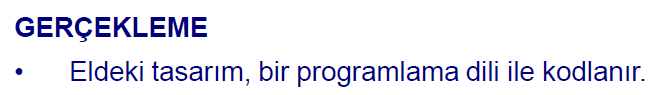 GERÇEKLEME
• Eldeki tasarım, bir programlama dili ile kodlanır.